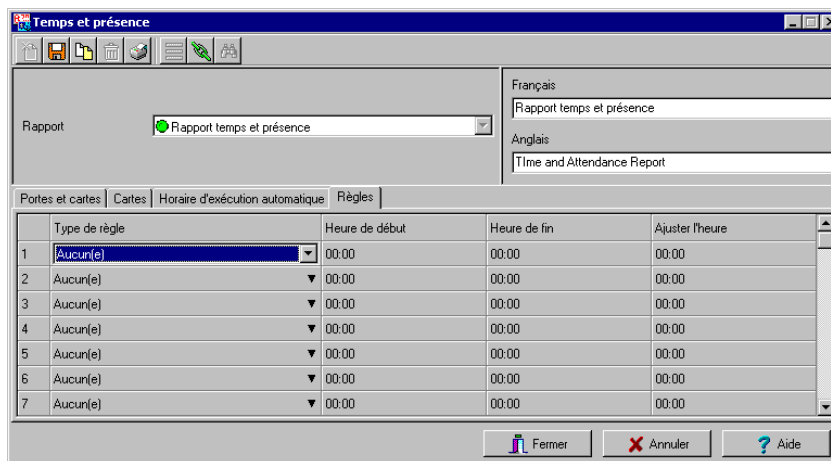 Temps et présence
Français
Rapport temps et présence
Rapport
Rapport temps et présence
Anglais
TIme and Attendance Report
Portes et cartes Cartes Horaire d'exécution automatique Règles
Type de règle Heure de début Heure de fin Ajuster l'heure
1 Aucun(e) 00:00 00:00 00:00
2 Aucun(e) 00:00 00:00 00:00
3 Aucun(e) 00:00 00:00 00:00
4 Aucun(e) 00:00 00:00 00:00
5 Aucun(e) 00:00 00:00 00:00
6 Aucun(e) 00:00 00:00 00:00
7 Aucun(e) 00:00 00:00 00:00
Fermer Annuler Aide